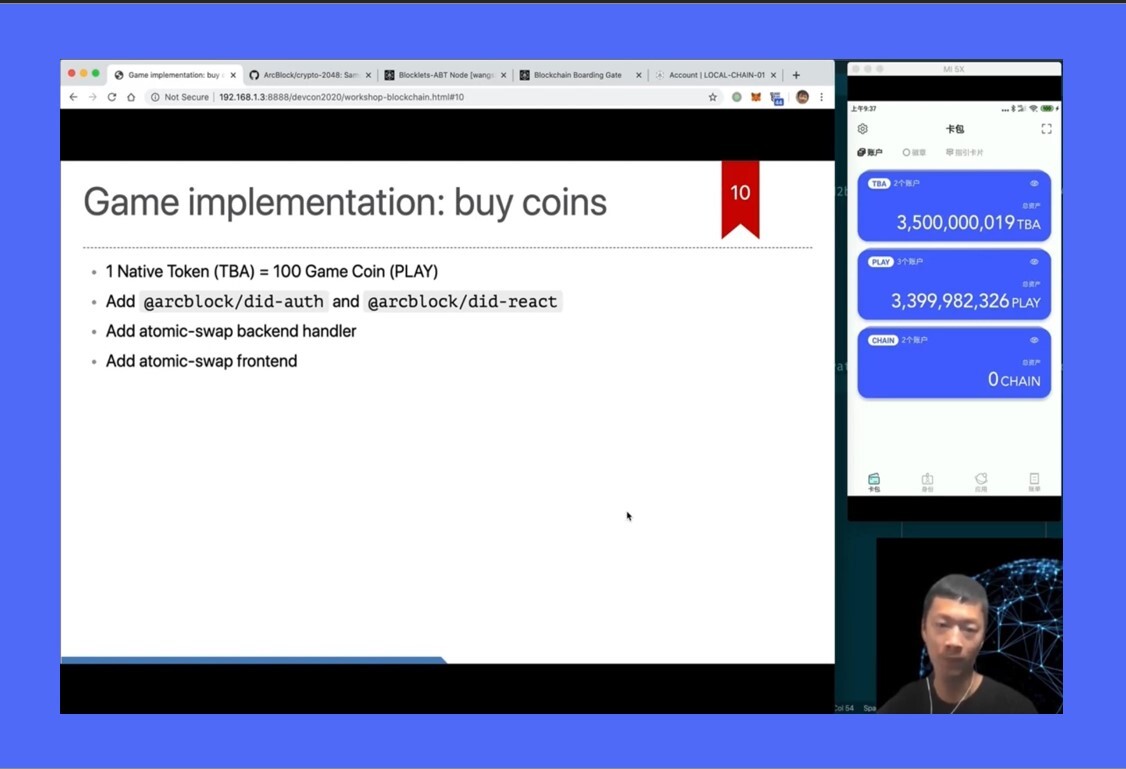 Game implementation: buy c
ArcBlock/crypto-2048: Sam
Blocklets-ABT Node [wangs
Blockchain Boarding Gate
Account | LOCAL-CHAIN-01
Not Secure | 192.168.1.3:8888/devcon2020/workshop-blockchain.html#10
Game implementation: buy coins
10
1 Native Token (TBA) = 100 Game Coin (PLAY)
Add @arcblock/did-auth and @arcblock/did-react
Add atomic-swap backend handler
Add atomic-swap frontend
MI 5X
上午9:37
卡包
账户
TBA 2个账户
总资产
3,500,000,019 TBA
PLAY 3个账户
总资产
3,399,982,326 PLAY
CHAIN 2个账户
总资产
0 CHAIN
卡包
身份
应用
账单
Col 54 Spa